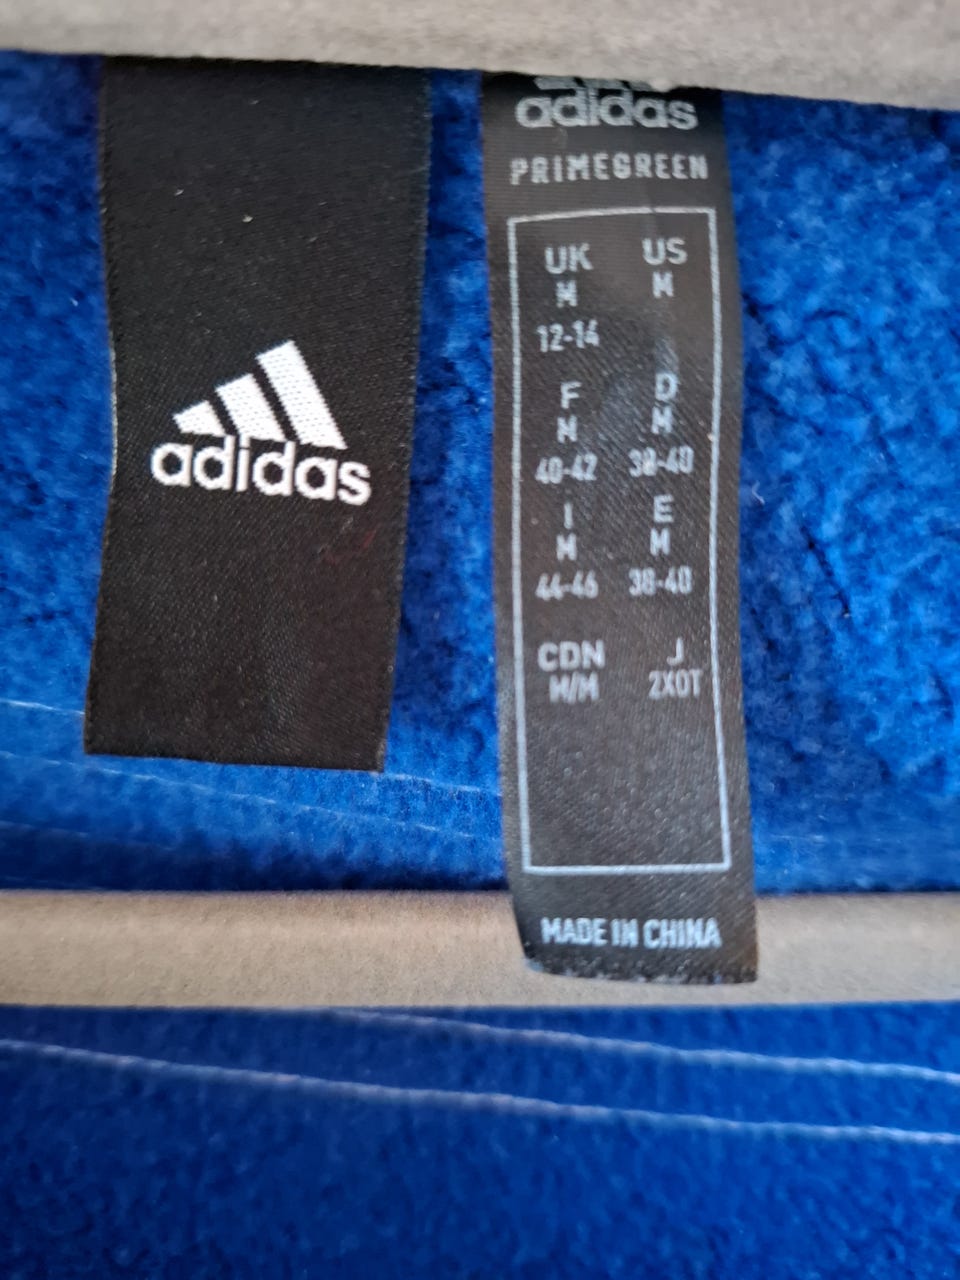 adidas
adidas
PRIMEGREEN
UK US
M M
12-14
F D
M M
40-42 38-40
I E
M M
44-46 38-40
CDN J
M/M 2XOT
MADE IN CHINA